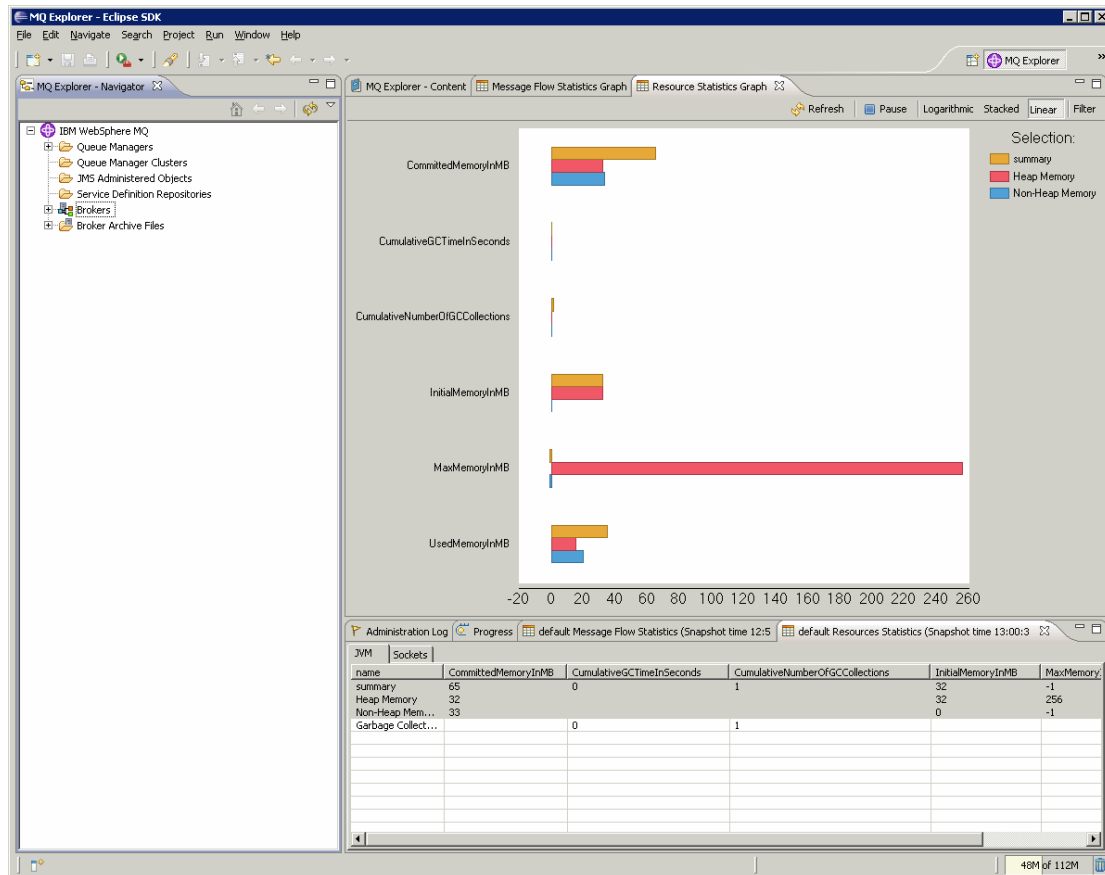 MQ Explorer - Eclipse SDK
File Edit Navigate Search Project Run Window Help
MQ Explorer »
MQ Explorer - Navigator
IBM WebSphere MQ
Queue Managers
Queue Manager Clusters
JMS Administered Objects
Service Definition Repositories
Brokers
Broker Archive Files
MQ Explorer - Content Message Flow Statistics Graph Resource Statistics Graph
Refresh Pause Logarithmic Stacked Linear Filter
Selection:
summary
Heap Memory
Non-Heap Memory
CommittedMemoryInMB
CumulativeGCTimeInSeconds
CumulativeNumberOfGCCollections
InitialMemoryInMB
MaxMemoryInMB
UsedMemoryInMB
-20 0 20 40 60 80 100 120 140 160 180 200 220 240 260
Administration Log Progress default Message Flow Statistics (Snapshot time 12:5 default Resources Statistics (Snapshot time 13:00:3
JVM Sockets
name CommittedMemoryInMB CumulativeGCTimeInSeconds CumulativeNumberOfGCCollections InitialMemoryInMB MaxMemory
summary 65 0 1 32 -1
Heap Memory 32 32 256
Non-Heap Mem... 33 0 -1
Garbage Collect... 0 1
48M of 112M